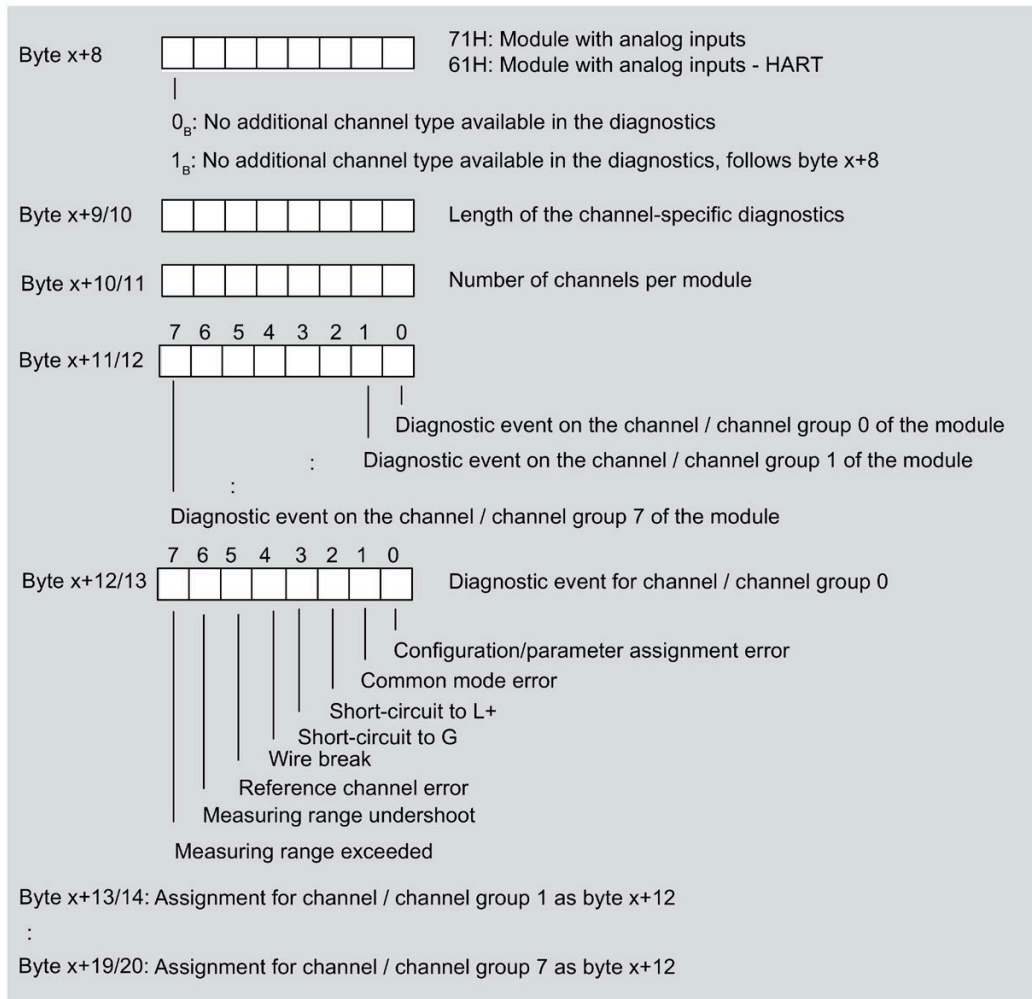 Byte x+8
71H: Module with analog inputs
61H: Module with analog inputs - HART
0B: No additional channel type available in the diagnostics
1B: No additional channel type available in the diagnostics, follows byte x+8
Byte x+9/10 Length of the channel-specific diagnostics
Byte x+10/11 Number of channels per module
7 6 5 4 3 2 1 0
Byte x+11/12
Diagnostic event on the channel / channel group 0 of the module
: Diagnostic event on the channel / channel group 1 of the module
:
Diagnostic event on the channel / channel group 7 of the module
7 6 5 4 3 2 1 0
Byte x+12/13 Diagnostic event for channel / channel group 0
Configuration/parameter assignment error
Common mode error
Short-circuit to L+
Short-circuit to G
Wire break
Reference channel error
Measuring range undershoot
Measuring range exceeded
Byte x+13/14: Assignment for channel / channel group 1 as byte x+12
:
Byte x+19/20: Assignment for channel / channel group 7 as byte x+12